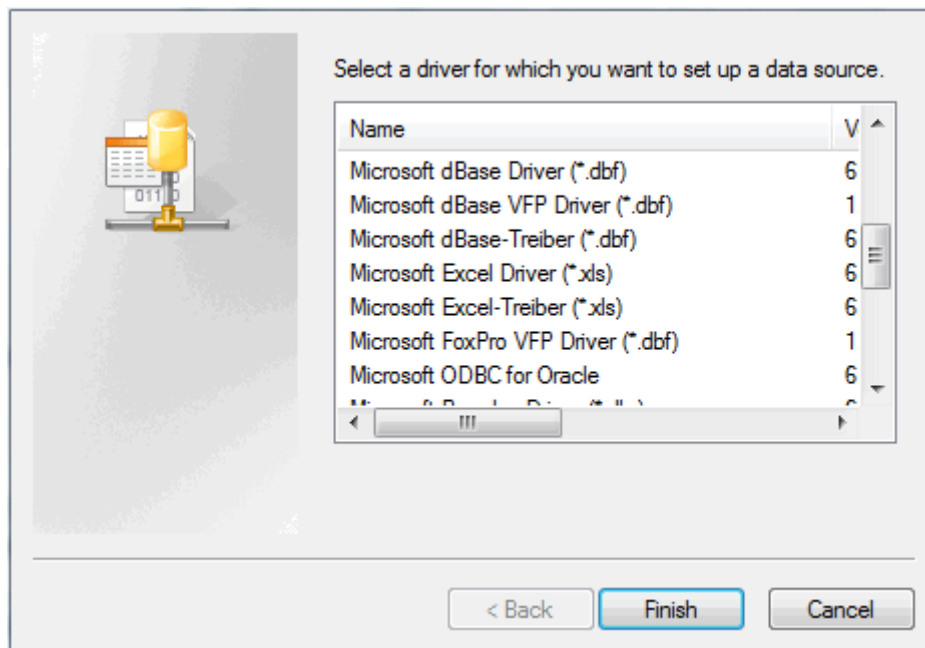 Select a driver for which you want to set up a data source.
Name V
Microsoft dBase Driver (*.dbf) 6
Microsoft dBase VFP Driver (*.dbf) 1
Microsoft dBase-Treiber (*.dbf) 6
Microsoft Excel Driver (*.xls) 6
Microsoft Excel-Treiber (*.xls) 6
Microsoft FoxPro VFP Driver (*.dbf) 1
Microsoft ODBC for Oracle 6
< Back Finish Cancel